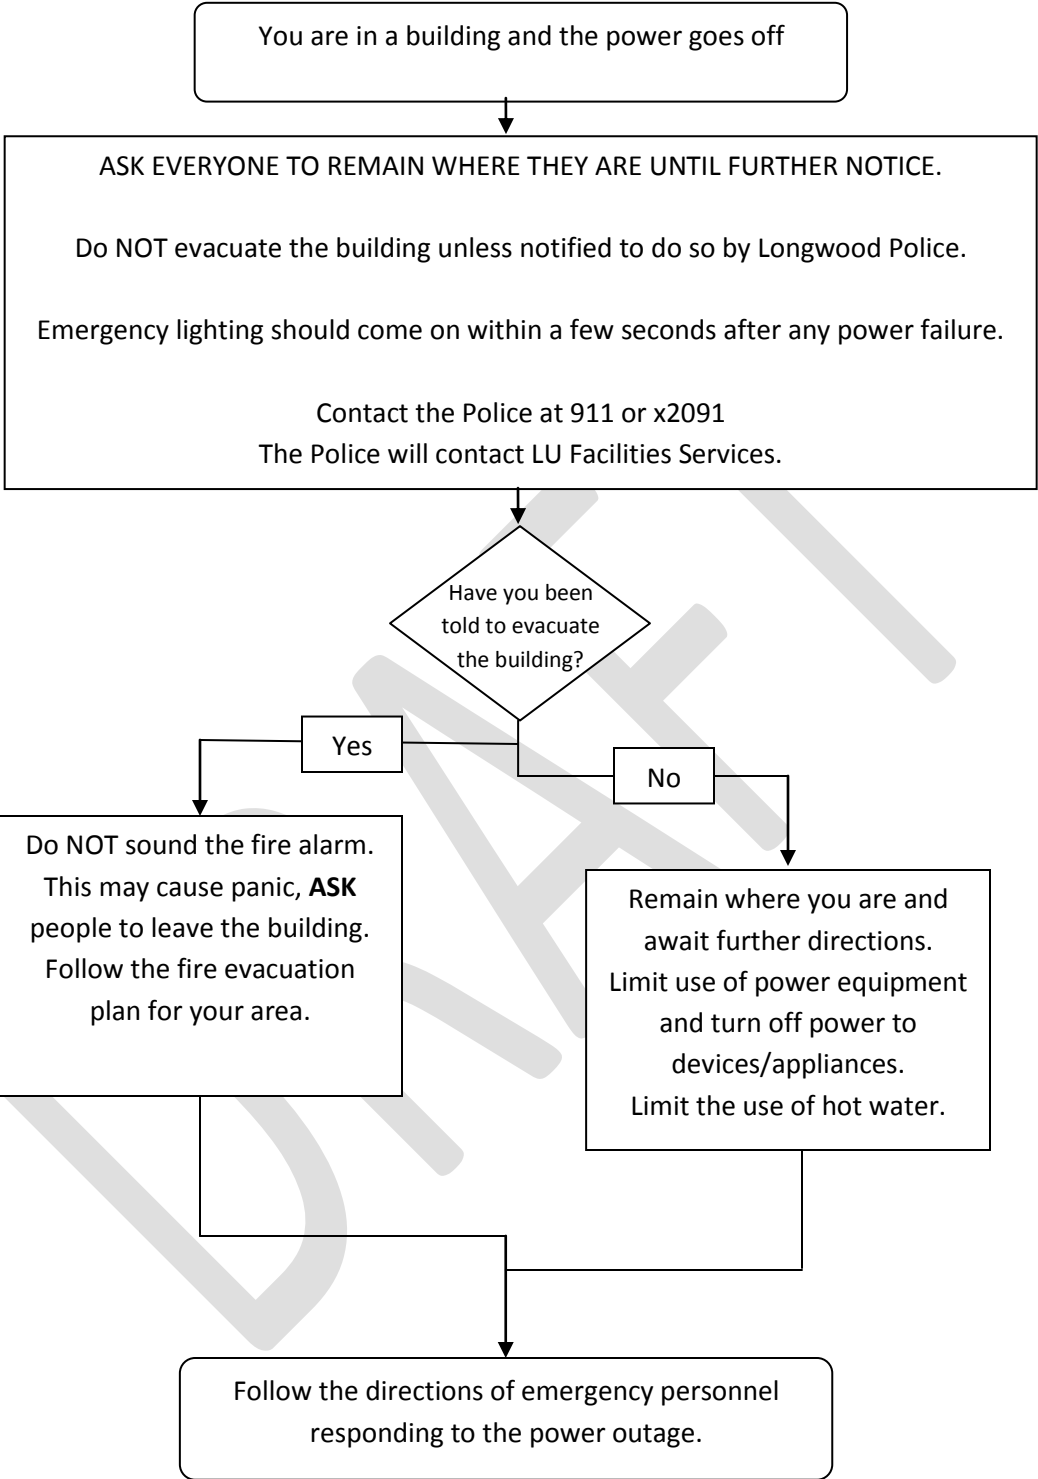 You are in a building and the power goes off
ASK EVERYONE TO REMAIN WHERE THEY ARE UNTIL FURTHER NOTICE.
Do NOT evacuate the building unless notified to do so by Longwood Police.
Emergency lighting should come on within a few seconds after any power failure.
Contact the Police at 911 or x2091
The Police will contact LU Facilities Services.
Have you been
told to evacuate
the building?
Yes
No
Do NOT sound the fire alarm.
This may cause panic, ASK
people to leave the building.
Follow the fire evacuation
plan for your area.
Remain where you are and
await further directions.
Limit use of power equipment
and turn off power to
devices/appliances.
Limit the use of hot water.
Follow the directions of emergency personnel
responding to the power outage.
DRAFT